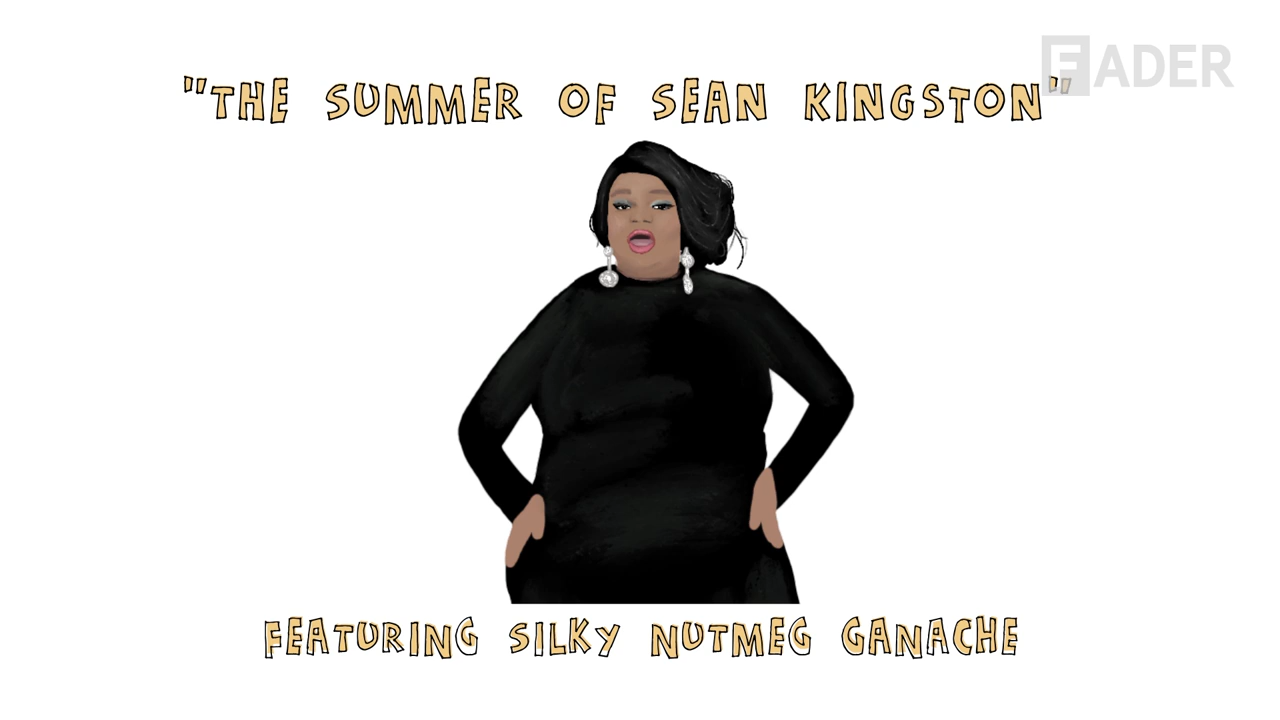 FADER
"THE SUMMER OF SEAN KINGSTON"
FEATURING SILKY NUTMEG GANACHE